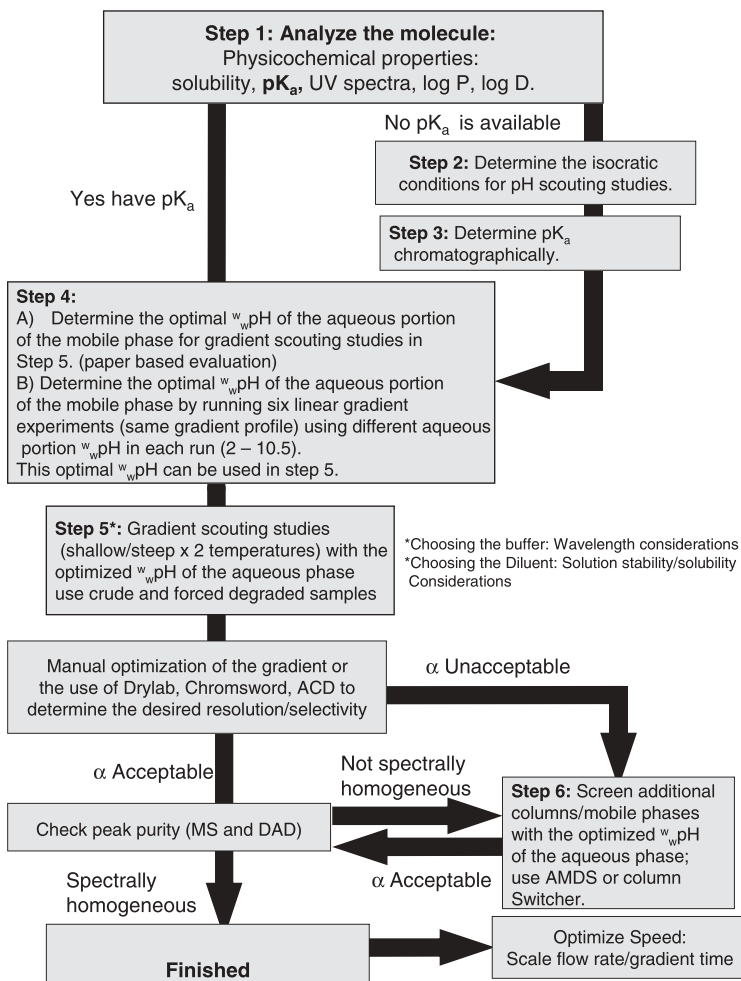 Step 1: Analyze the molecule:
Physicochemical properties:
solubility, pKa, UV spectra, log P, log D.
No pKa is available
Step 2: Determine the isocratic
conditions for pH scouting studies.
Yes have pKa
Step 3: Determine pKa
chromatographically.
Step 4:
A) Determine the optimal wwpH of the aqueous portion
of the mobile phase for gradient scouting studies in
Step 5. (paper based evaluation)
B) Determine the optimal wwpH of the aqueous portion
of the mobile phase by running six linear gradient
experiments (same gradient profile) using different aqueous
portion wwpH in each run (2 – 10.5).
This optimal wwpH can be used in step 5.
Step 5*: Gradient scouting studies
(shallow/steep x 2 temperatures) with the
optimized wwpH of the aqueous phase
use crude and forced degraded samples
*Choosing the buffer: Wavelength considerations
*Choosing the Diluent: Solution stability/solubility
Considerations
Manual optimization of the gradient or
the use of Drylab, Chromsword, ACD to
determine the desired resolution/selectivity
α Unacceptable
α Acceptable
Not spectrally
homogeneous
Check peak purity (MS and DAD)
Step 6: Screen additional
columns/mobile phases
with the optimized wwpH
of the aqueous phase;
use AMDS or column
Switcher.
α Acceptable
Spectrally
homogeneous
Finished
Optimize Speed:
Scale flow rate/gradient time